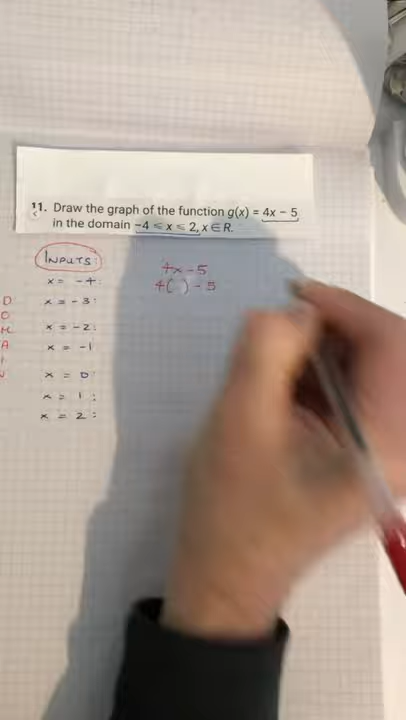 11. Draw the graph of the function g(x) = 4x − 5
in the domain −4 ⩽ x ⩽ 2, x ∈ R.
INPUTS:
4x − 5
4( ) − 5
x = −4:
x = −3:
x = −2:
x = −1
x = 0:
x = 1:
x = 2:
D
O
M
A
I
N